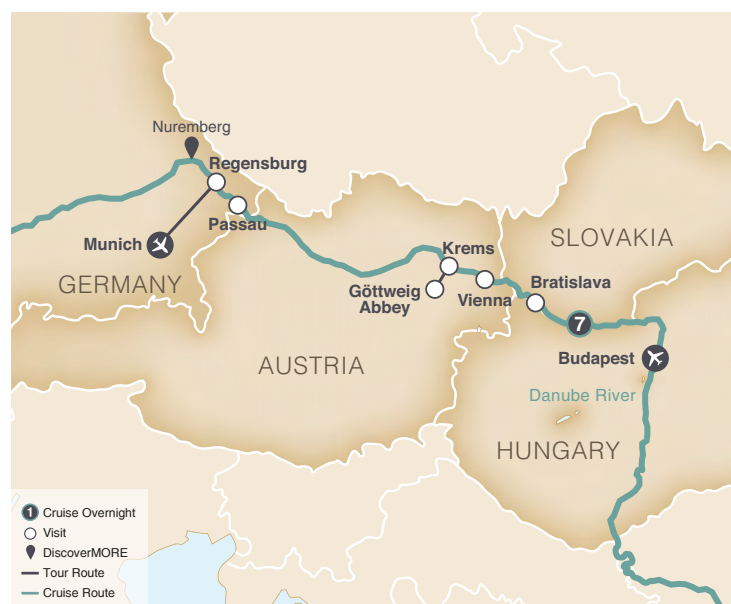 Nuremberg
Regensburg
Passau
Munich
GERMANY
Krems
Göttweig
Abbey
Vienna
SLOVAKIA
Bratislava
7
AUSTRIA
Budapest
Danube River
HUNGARY
1 Cruise Overnight
Visit
DiscoverMORE
Tour Route
Cruise Route